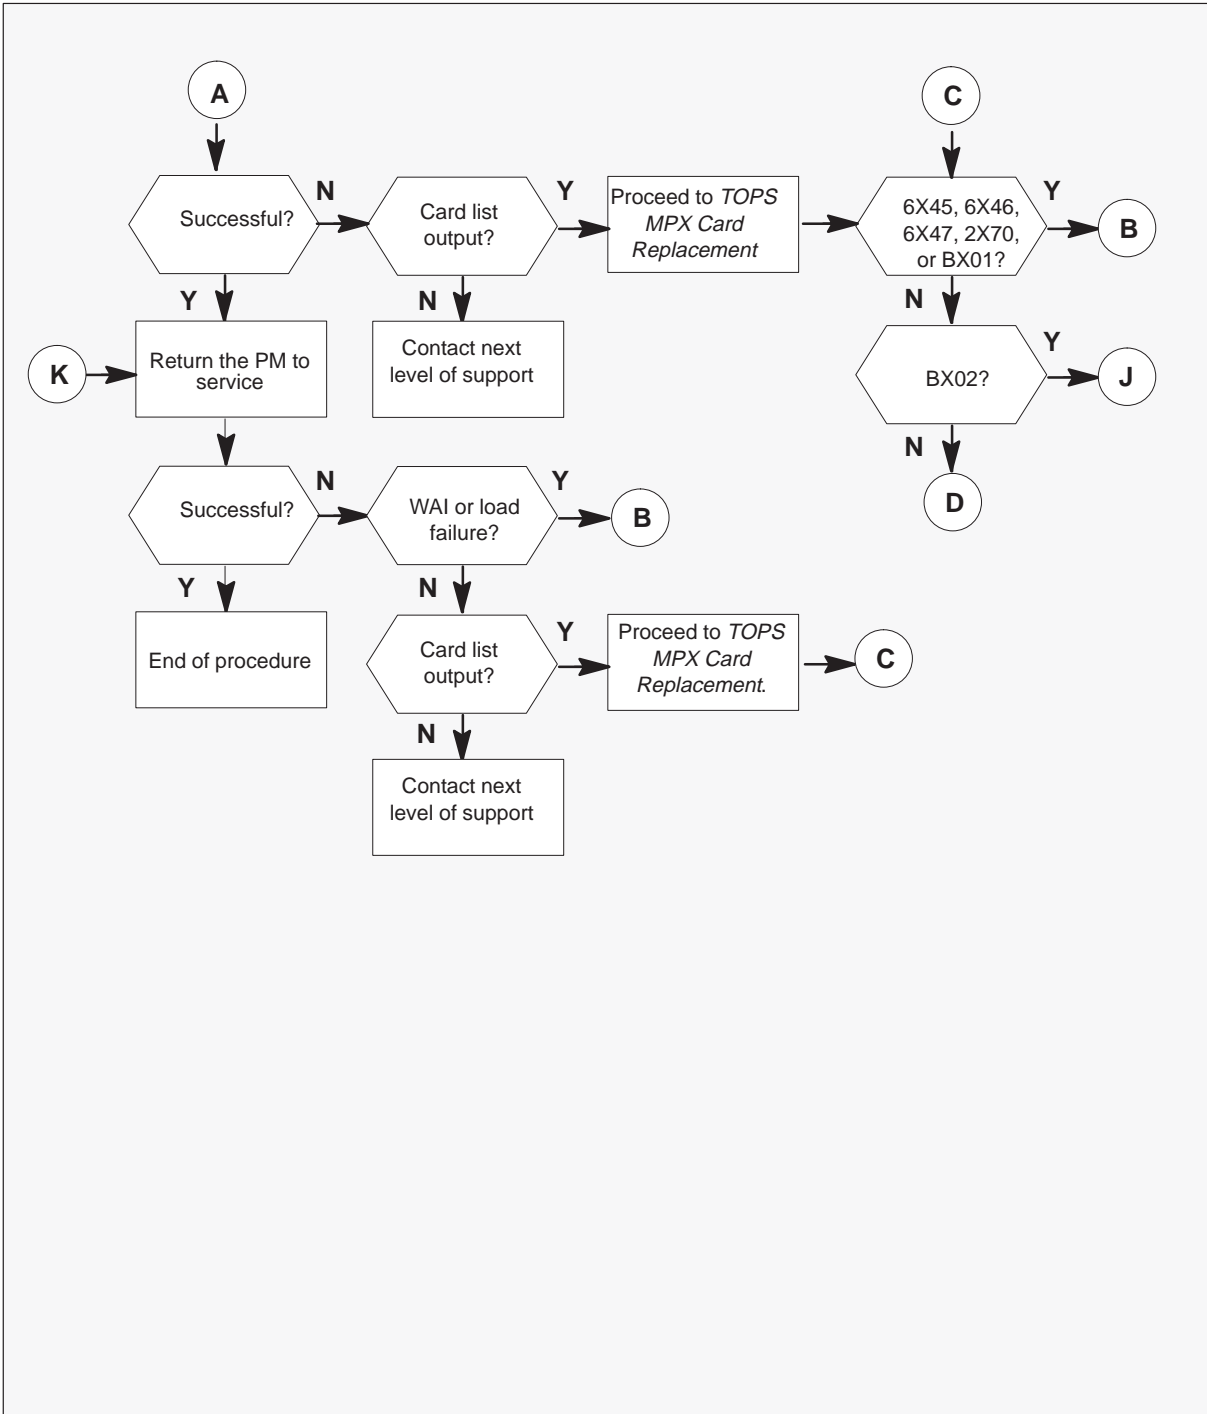 A
C
Successful?
N
Card list
output?
Y
Proceed to TOPS
MPX Card
Replacement
6X45, 6X46,
6X47, 2X70,
or BX01?
Y
B
Y
N
N
K
Return the PM to
service
Contact next
level of support
BX02?
Y
J
N
D
Successful?
N
WAI or load
failure?
Y
B
Y
N
End of procedure
Card list
output?
Y
Proceed to TOPS
MPX Card
Replacement.
C
N
Contact next
level of support